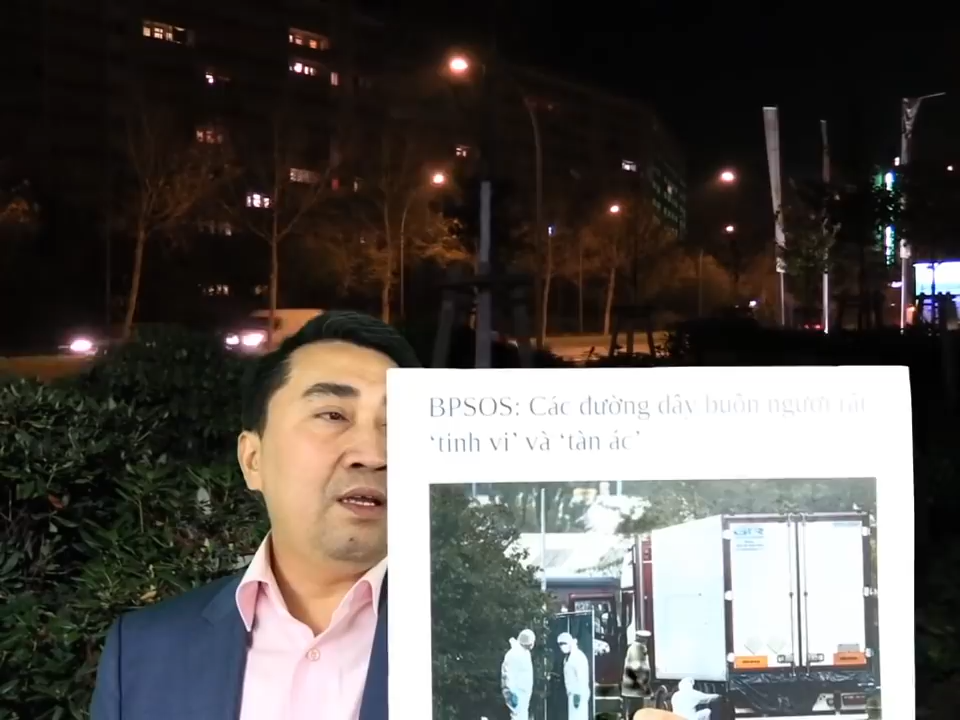 BPSOS: Các đường dây buôn người rất
‘tinh vi’ và ‘tàn ác’